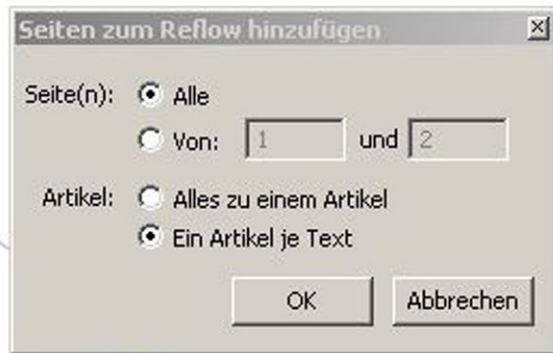 Seiten zum Reflow hinzufügen
Seite(n): Alle
Von: 1 und 2
Artikel: Alles zu einem Artikel
Ein Artikel je Text
OK Abbrechen